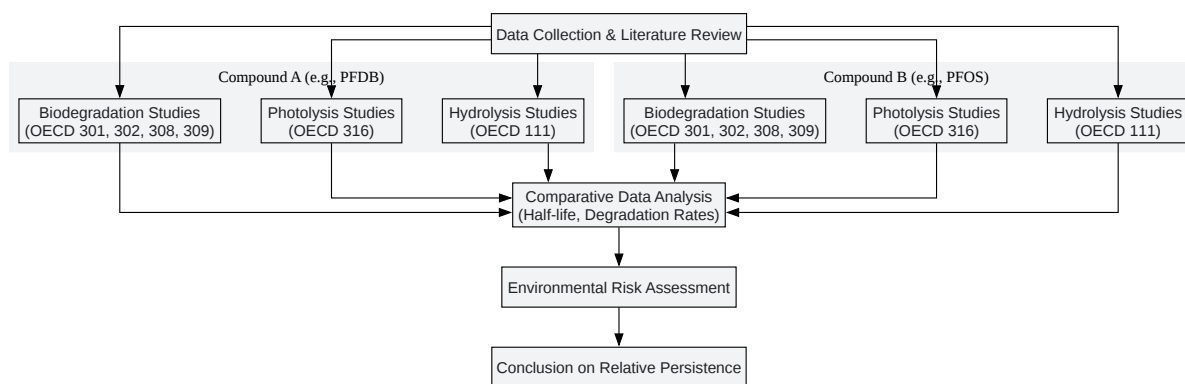 Data Collection & Literature Review
Compound A (e.g., PFDB)
Compound B (e.g., PFOS)
Biodegradation Studies
(OECD 301, 302, 308, 309)
Photolysis Studies
(OECD 316)
Hydrolysis Studies
(OECD 111)
Biodegradation Studies
(OECD 301, 302, 308, 309)
Photolysis Studies
(OECD 316)
Hydrolysis Studies
(OECD 111)
Comparative Data Analysis
(Half-life, Degradation Rates)
Environmental Risk Assessment
Conclusion on Relative Persistence